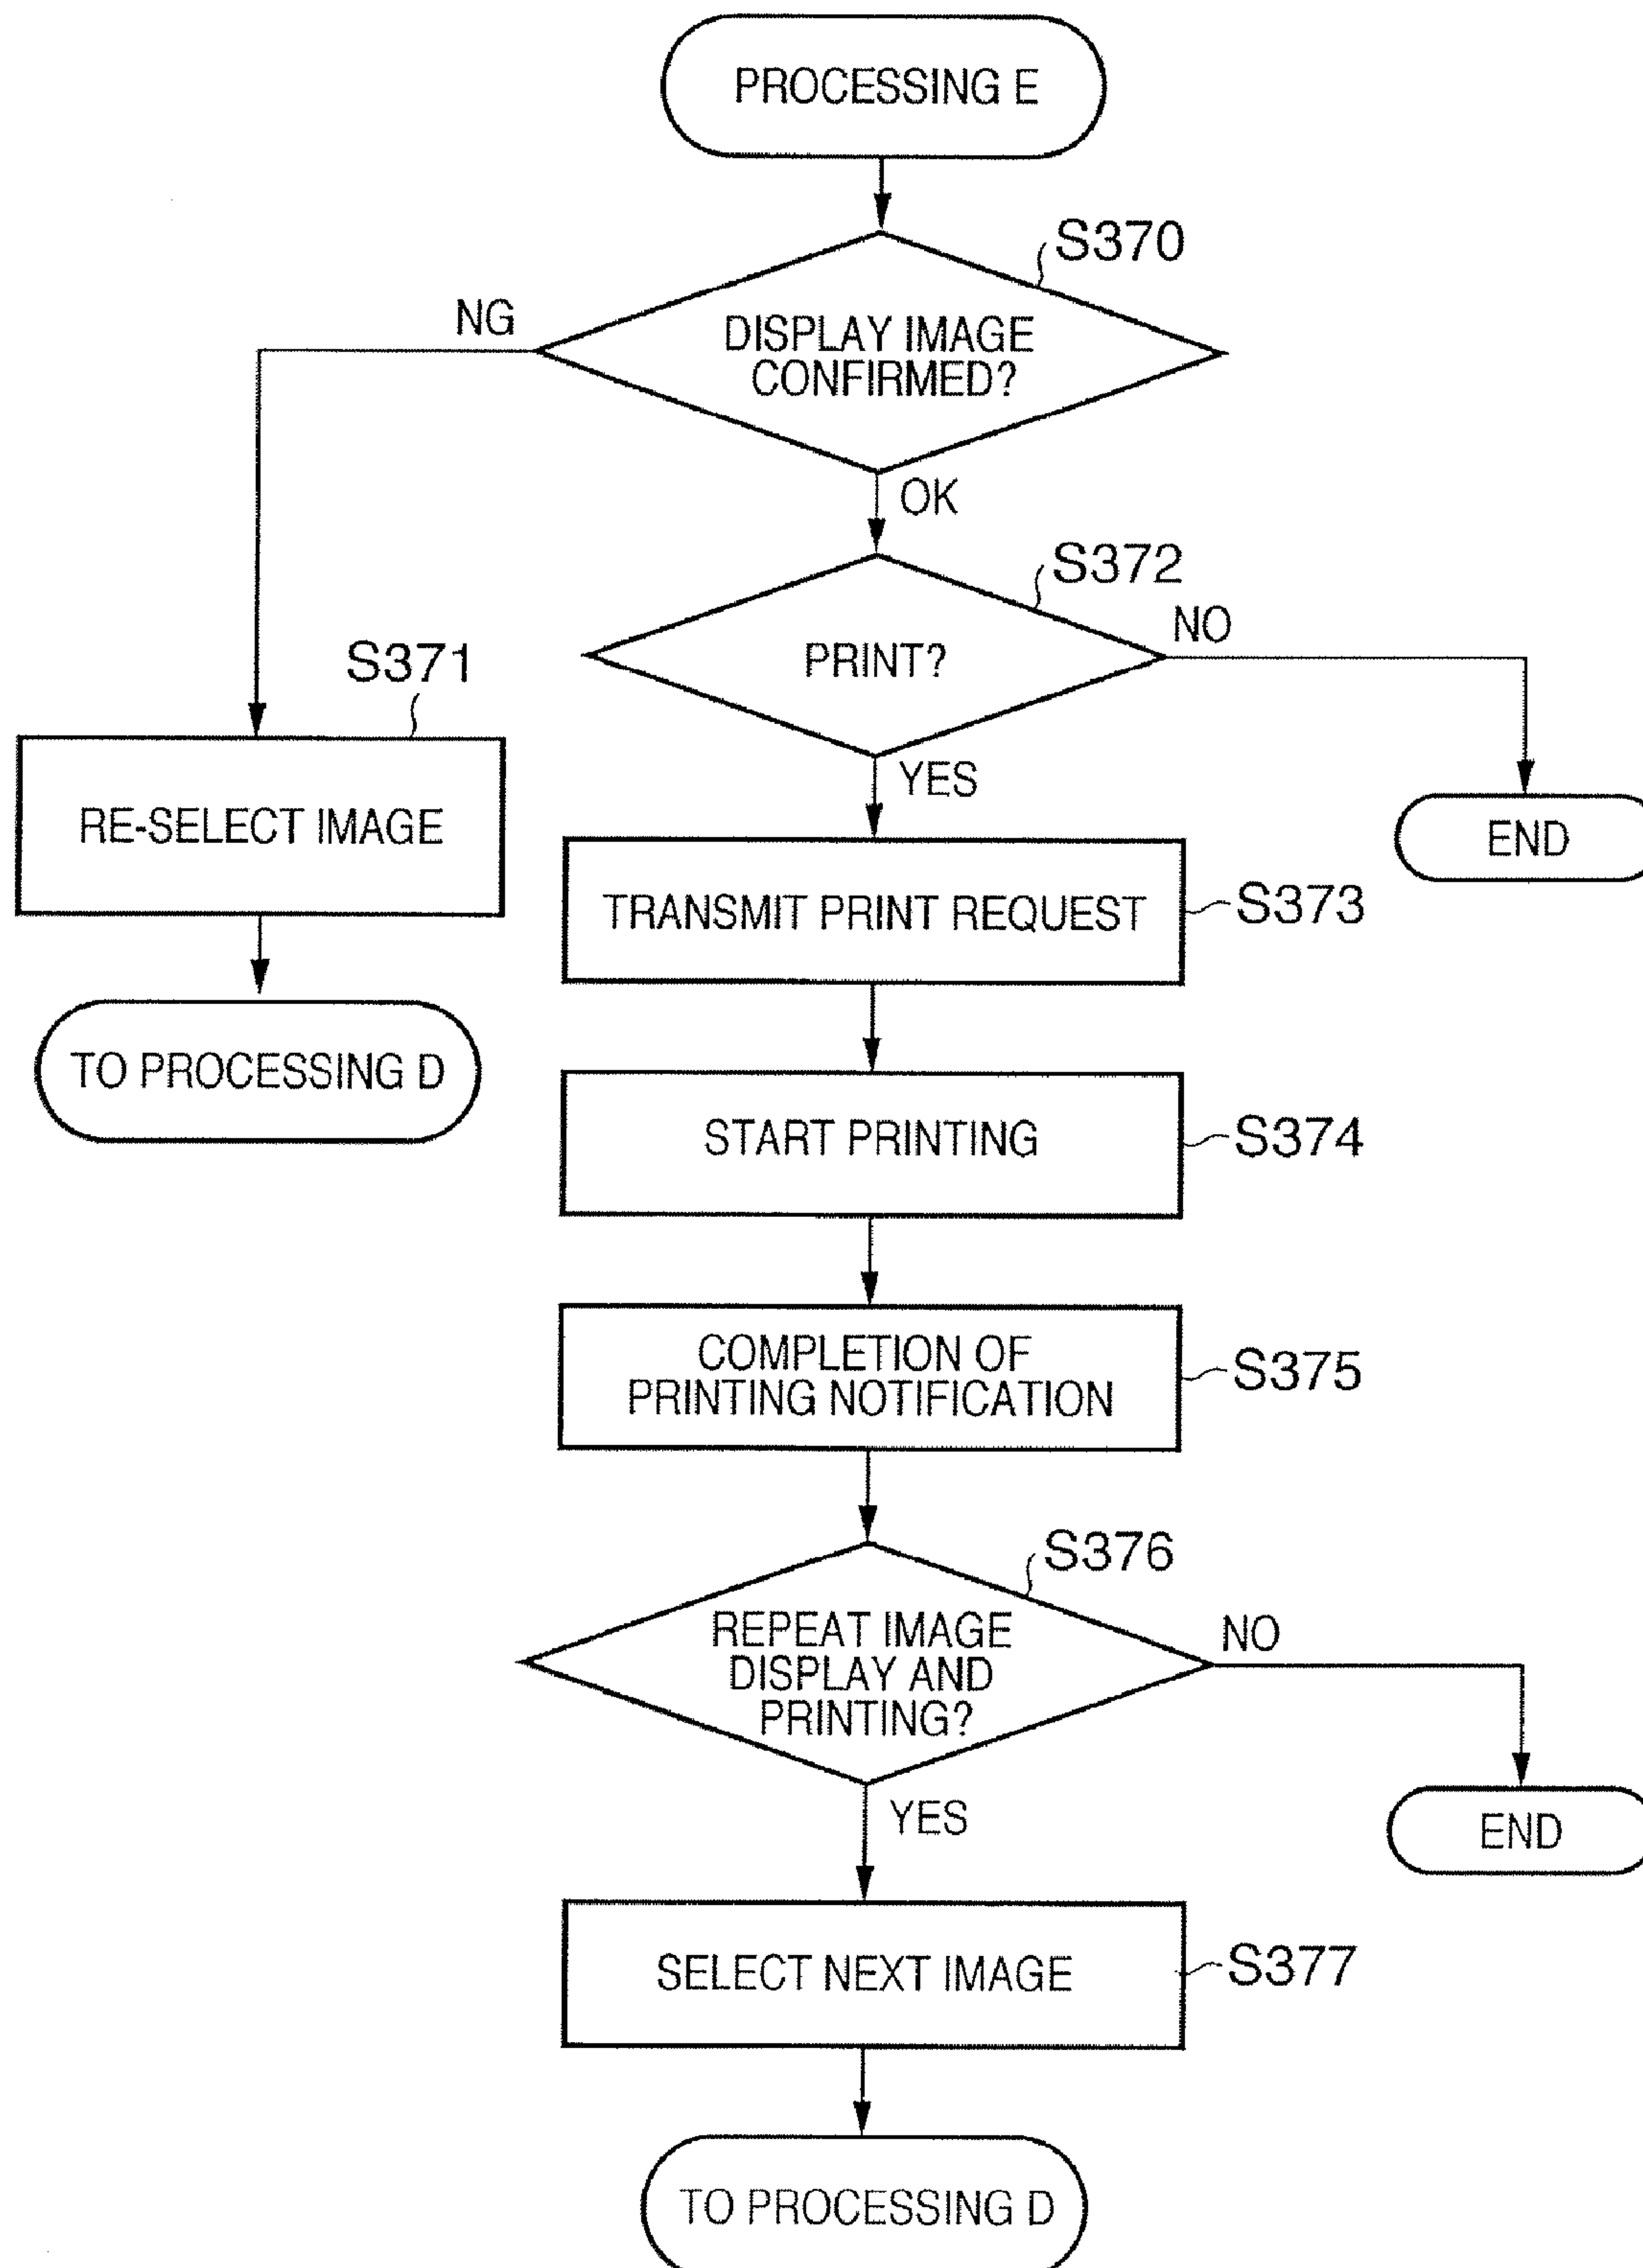 PROCESSING E
S370
NG
DISPLAY IMAGE
CONFIRMED?
OK
S372
NO
PRINT?
S371
YES
RE-SELECT IMAGE
END
TRANSMIT PRINT REQUEST
S373
TO PROCESSING D
START PRINTING
S374
COMPLETION OF
PRINTING NOTIFICATION
S375
S376
REPEAT IMAGE
DISPLAY AND
PRINTING?
NO
YES
END
SELECT NEXT IMAGE
S377
TO PROCESSING D